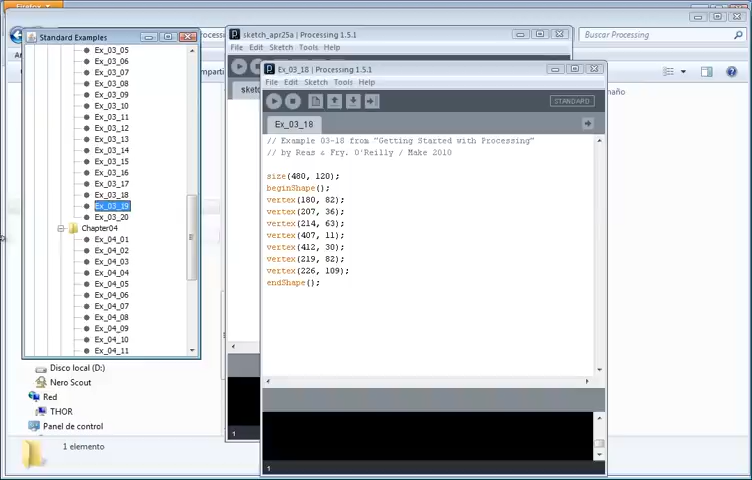 Firefox
Standard Examples
Ex_03_05
Ex_03_06
Ex_03_07
Ex_03_08
Ex_03_09
Ex_03_10
Ex_03_11
Ex_03_12
Ex_03_13
Ex_03_14
Ex_03_15
Ex_03_16
Ex_03_17
Ex_03_18
Ex_03_19
Ex_03_20
Chapter04
Ex_04_01
Ex_04_02
Ex_04_03
Ex_04_04
Ex_04_05
Ex_04_06
Ex_04_07
Ex_04_08
Ex_04_09
Ex_04_10
Ex_04_11
Disco local (D:)
Nero Scout
Red
THOR
Panel de control
1 elemento
sketch_apr25a | Processing 1.5.1
File Edit Sketch Tools Help
Buscar Processing
Ex_03_18 | Processing 1.5.1
File Edit Sketch Tools Help
STANDARD
Ex_03_18
// Example 03-18 from "Getting Started with Processing"
// by Reas & Fry. O'Reilly / Make 2010
size(480, 120);
beginShape();
vertex(180, 82);
vertex(207, 36);
vertex(214, 63);
vertex(407, 11);
vertex(412, 30);
vertex(219, 82);
vertex(226, 109);
endShape();
1
1